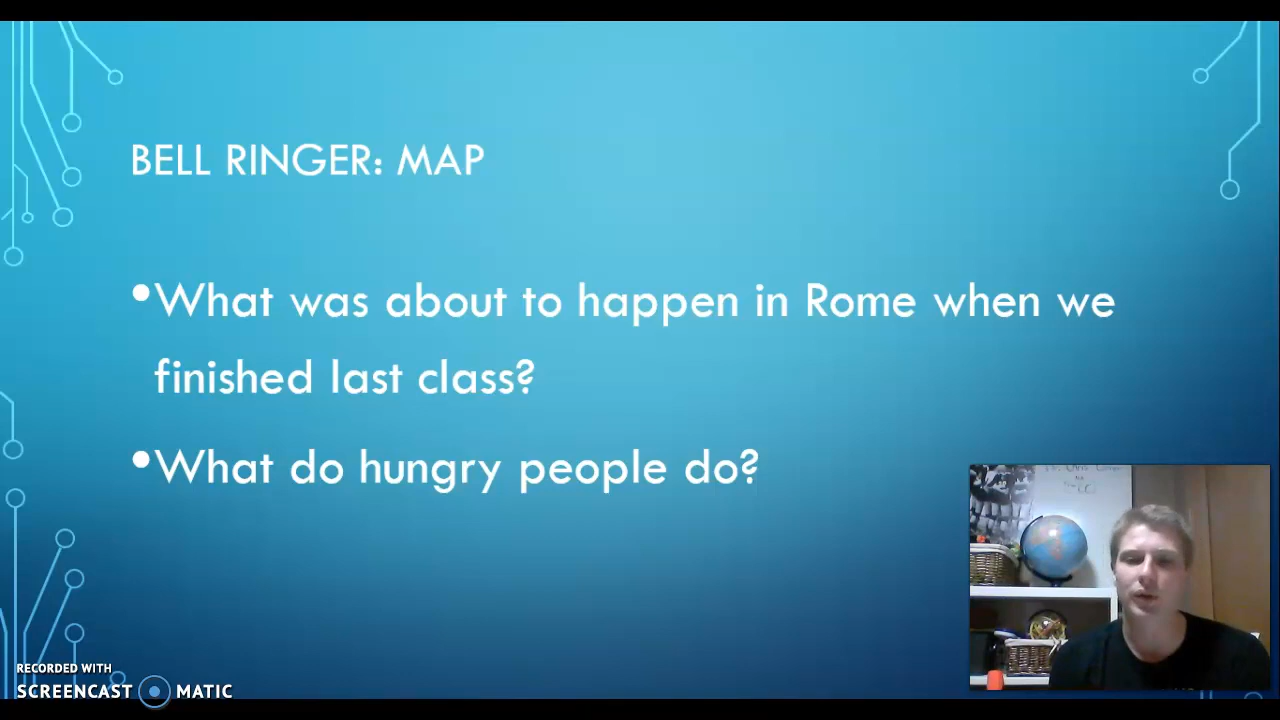 BELL RINGER: MAP
•What was about to happen in Rome when we
finished last class?
•What do hungry people do?
RECORDED WITH
SCREENCAST MATIC